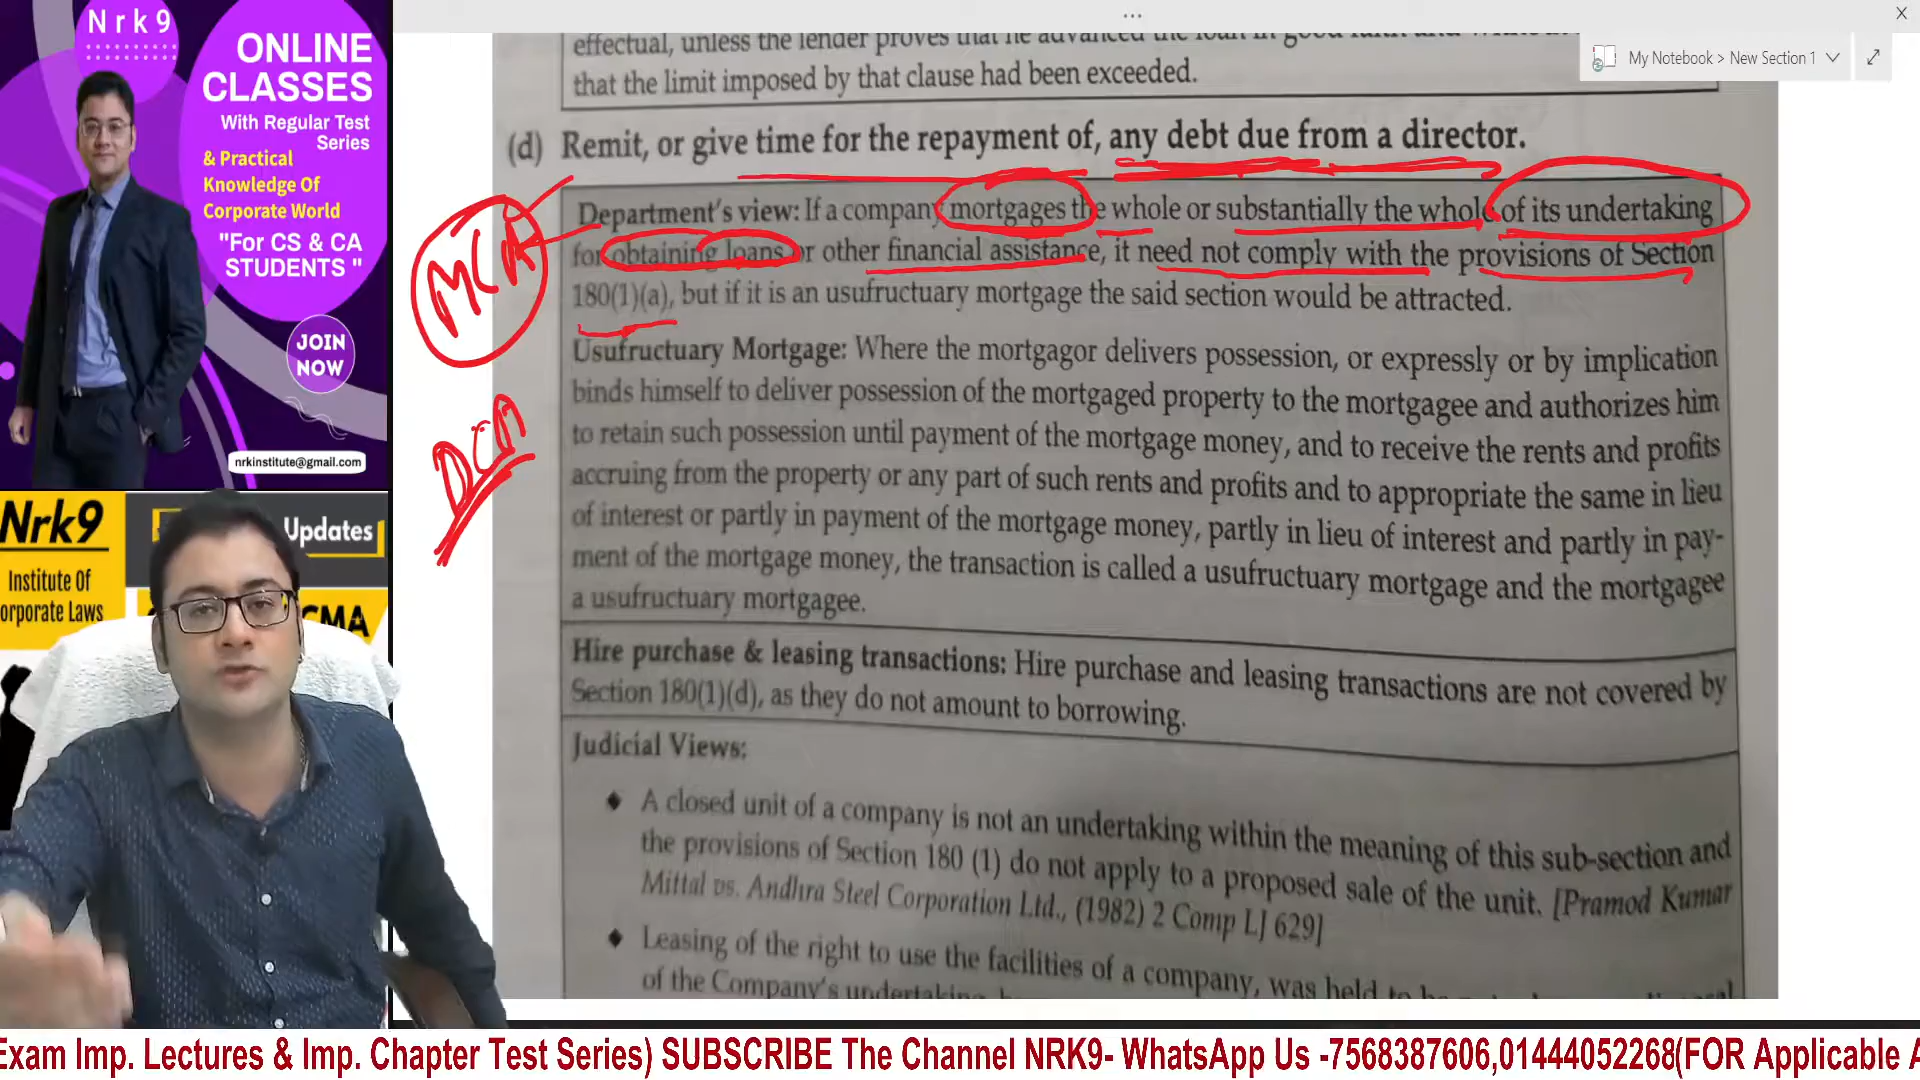 Nrk9
ONLINE
CLASSES
With Regular Test
Series
& Practical
Knowledge Of
Corporate World
"For CS & CA
STUDENTS "
JOIN
NOW
nrkinstitute@gmail.com
Nrk9
Updates
Institute Of
orporate Laws
CMA
...
My Notebook > New Section 1
effectual, unless the lender proves that he advanced the loan in good faith and
that the limit imposed by that clause had been exceeded.
(d) Remit, or give time for the repayment of, any debt due from a director.
MCA
Department's view: If a company mortgages the whole or substantially the whole of its undertaking
for obtaining loans or other financial assistance, it need not comply with the provisions of Section
180(1)(a), but if it is an usufructuary mortgage the said section would be attracted.
DCA
Usufructuary Mortgage: Where the mortgagor delivers possession, or expressly or by implication
binds himself to deliver possession of the mortgaged property to the mortgagee and authorizes him
to retain such possession until payment of the mortgage money, and to receive the rents and profits
accruing from the property or any part of such rents and profits and to appropriate the same in lieu
of interest or partly in payment of the mortgage money, partly in lieu of interest and partly in pay-
ment of the mortgage money, the transaction is called a usufructuary mortgage and the mortgagee
a usufructuary mortgagee.
Hire purchase & leasing transactions: Hire purchase and leasing transactions are not covered by
Section 180(1)(d), as they do not amount to borrowing.
Judicial Views:
♦ A closed unit of a company is not an undertaking within the meaning of this sub-section and
the provisions of Section 180 (1) do not apply to a proposed sale of the unit. [Pramod Kumar
Mittal vs. Andhra Steel Corporation Ltd., (1982) 2 Comp LJ 629]
♦ Leasing of the right to use the facilities of a company, was held to
of the Company's undertaking
Exam Imp. Lectures & Imp. Chapter Test Series) SUBSCRIBE The Channel NRK9- WhatsApp Us -7568387606,01444052268(FOR Applicable A